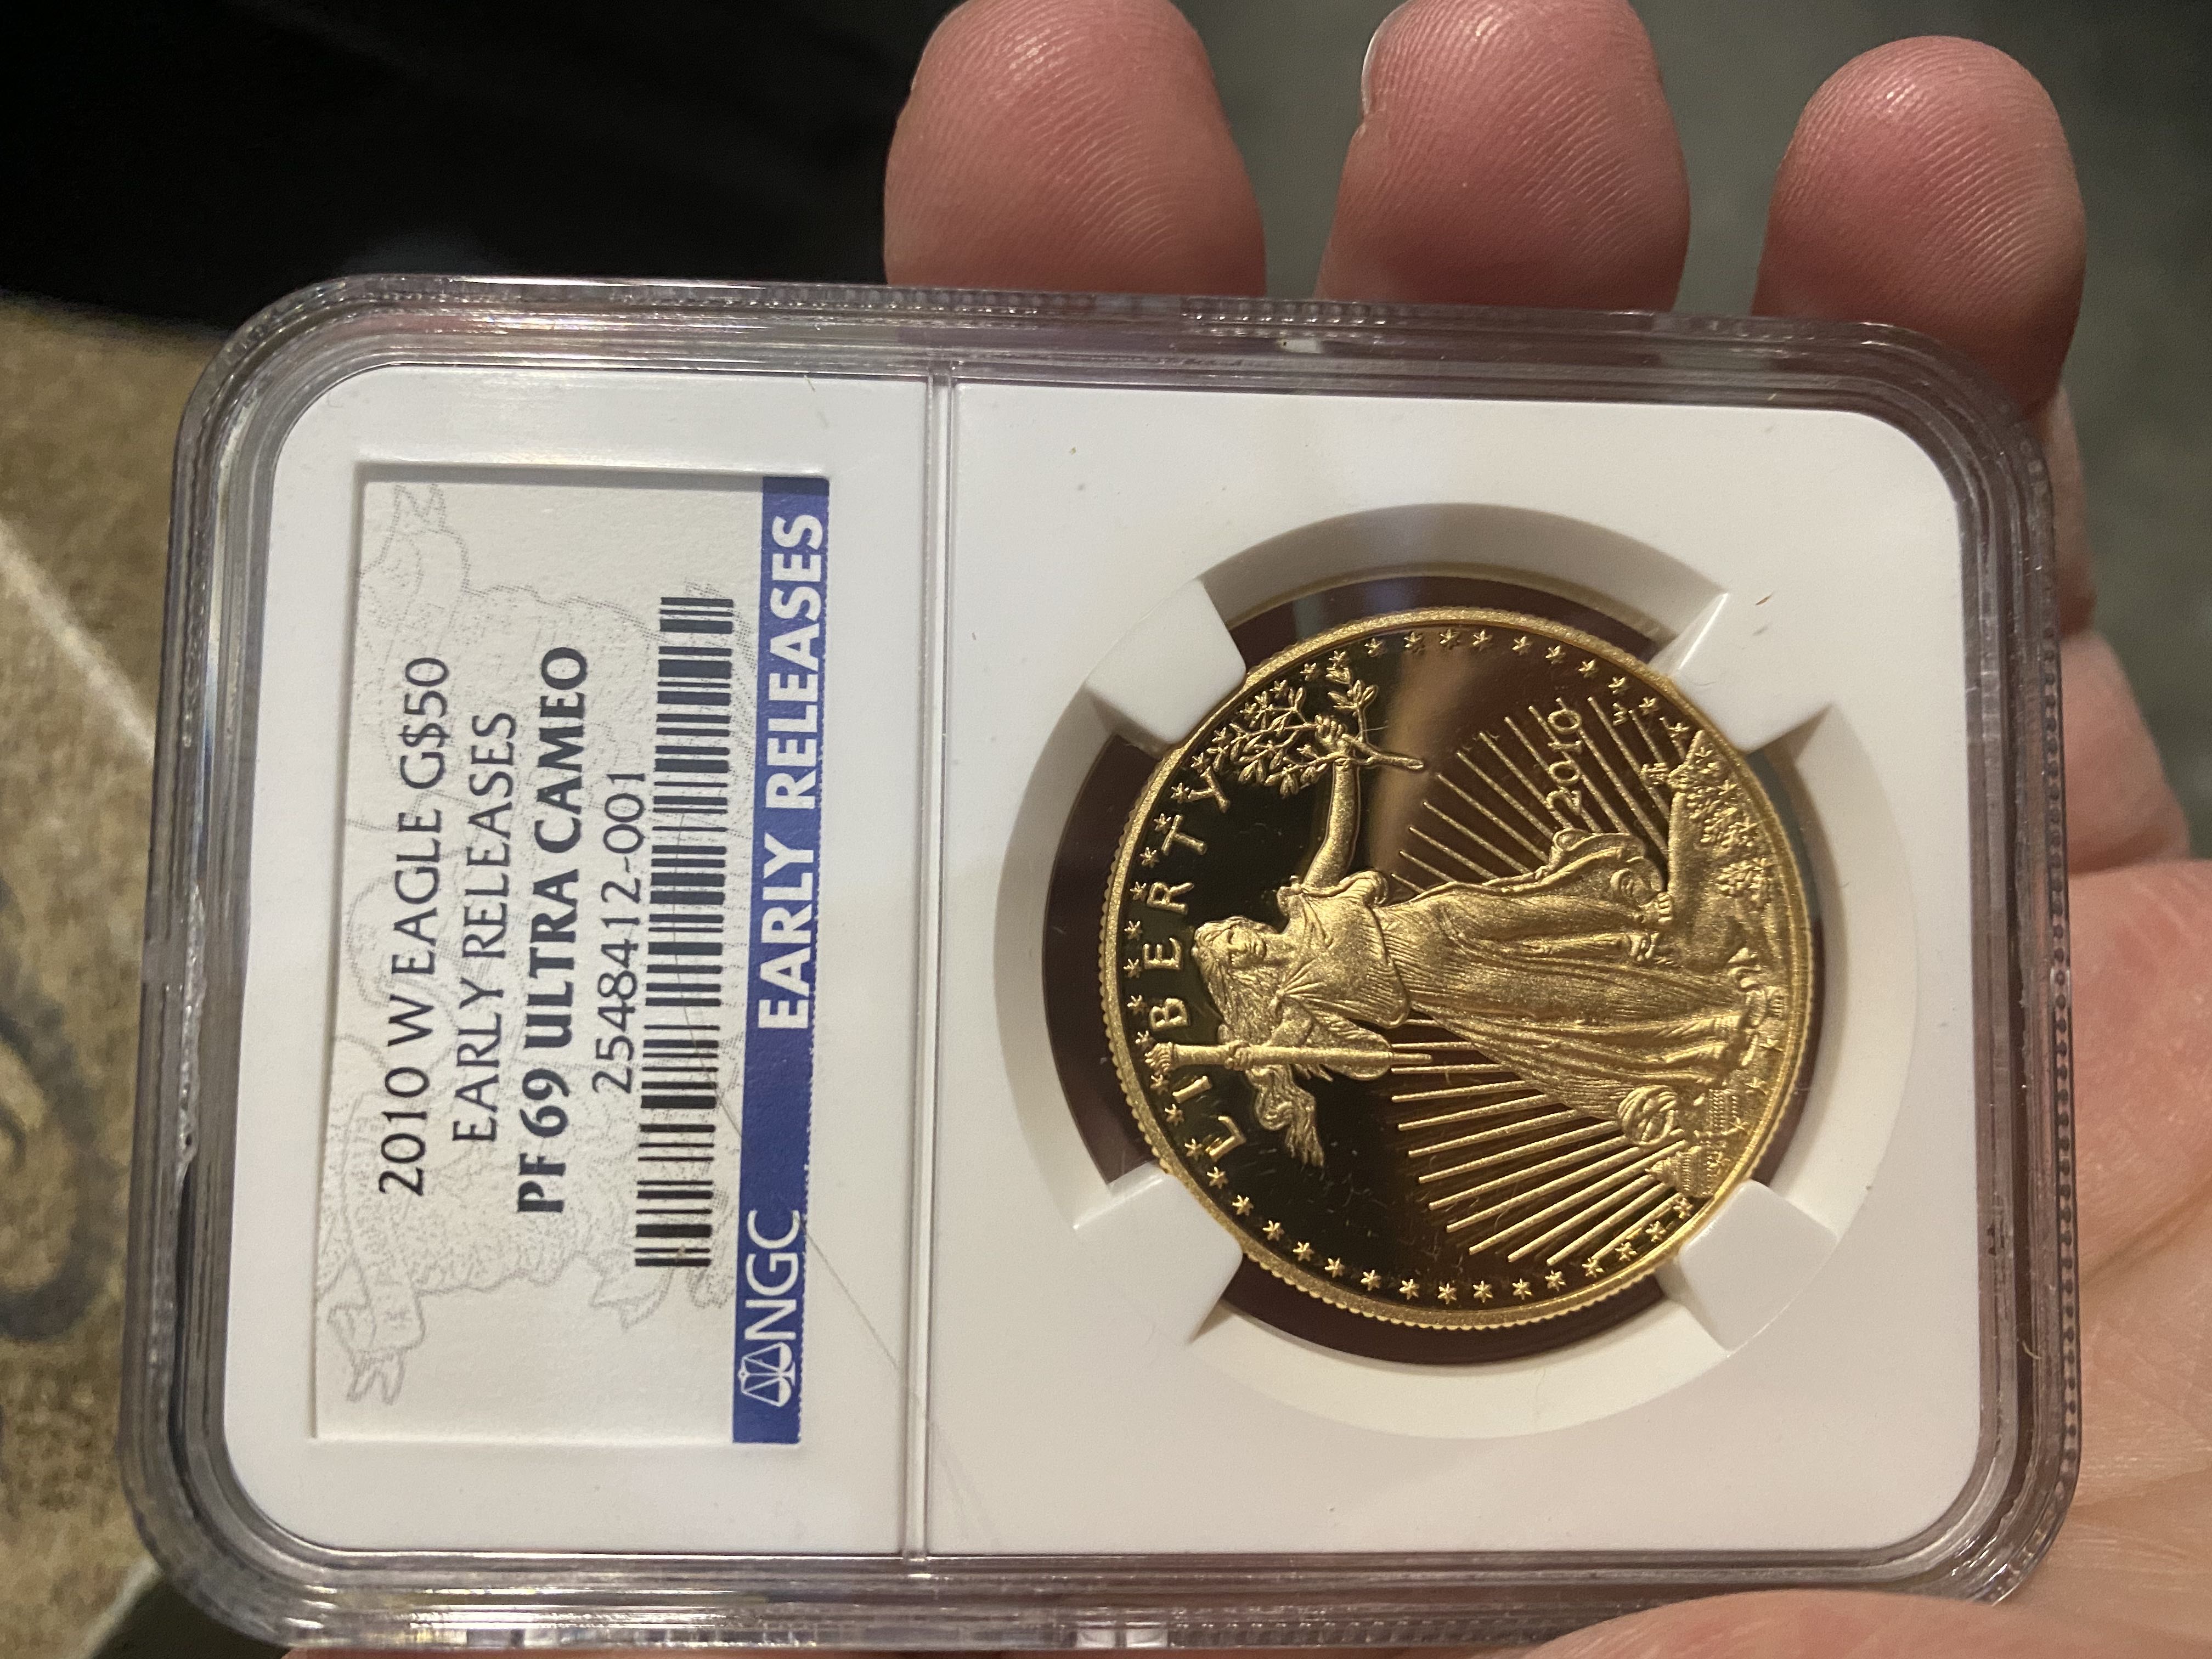 2010 W EAGLE G$50
EARLY RELEASES
PF 69 ULTRA CAMEO
2548412-001
NGC EARLY RELEASES
LIBERTY
2010
W